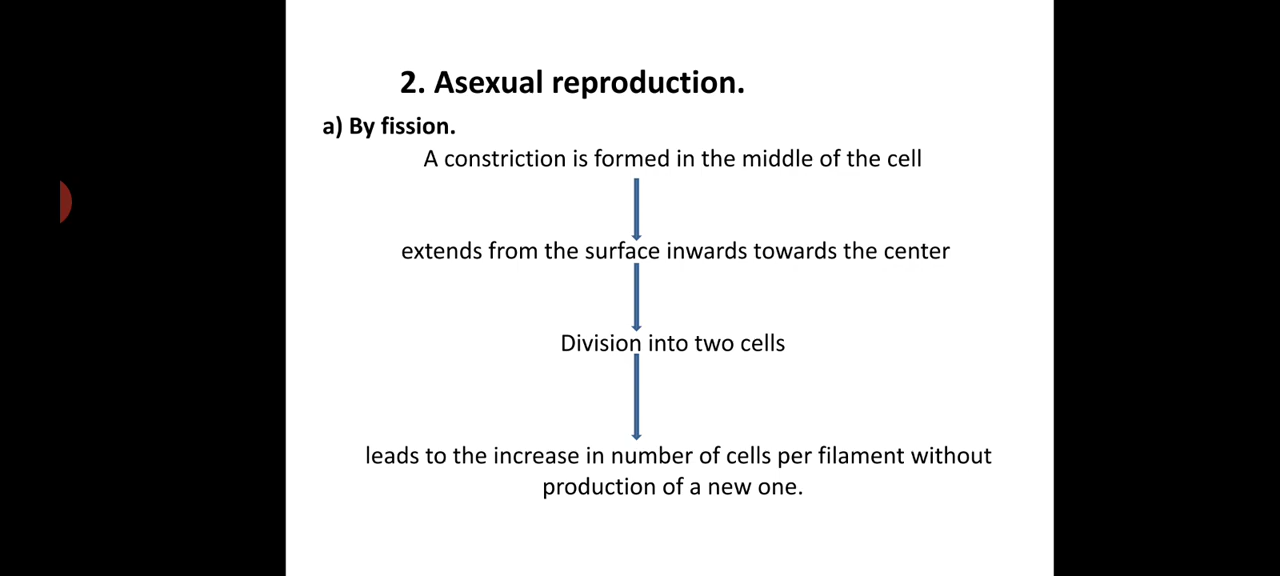 2. Asexual reproduction.
a) By fission.
A constriction is formed in the middle of the cell
extends from the surface inwards towards the center
Division into two cells
leads to the increase in number of cells per filament without
production of a new one.